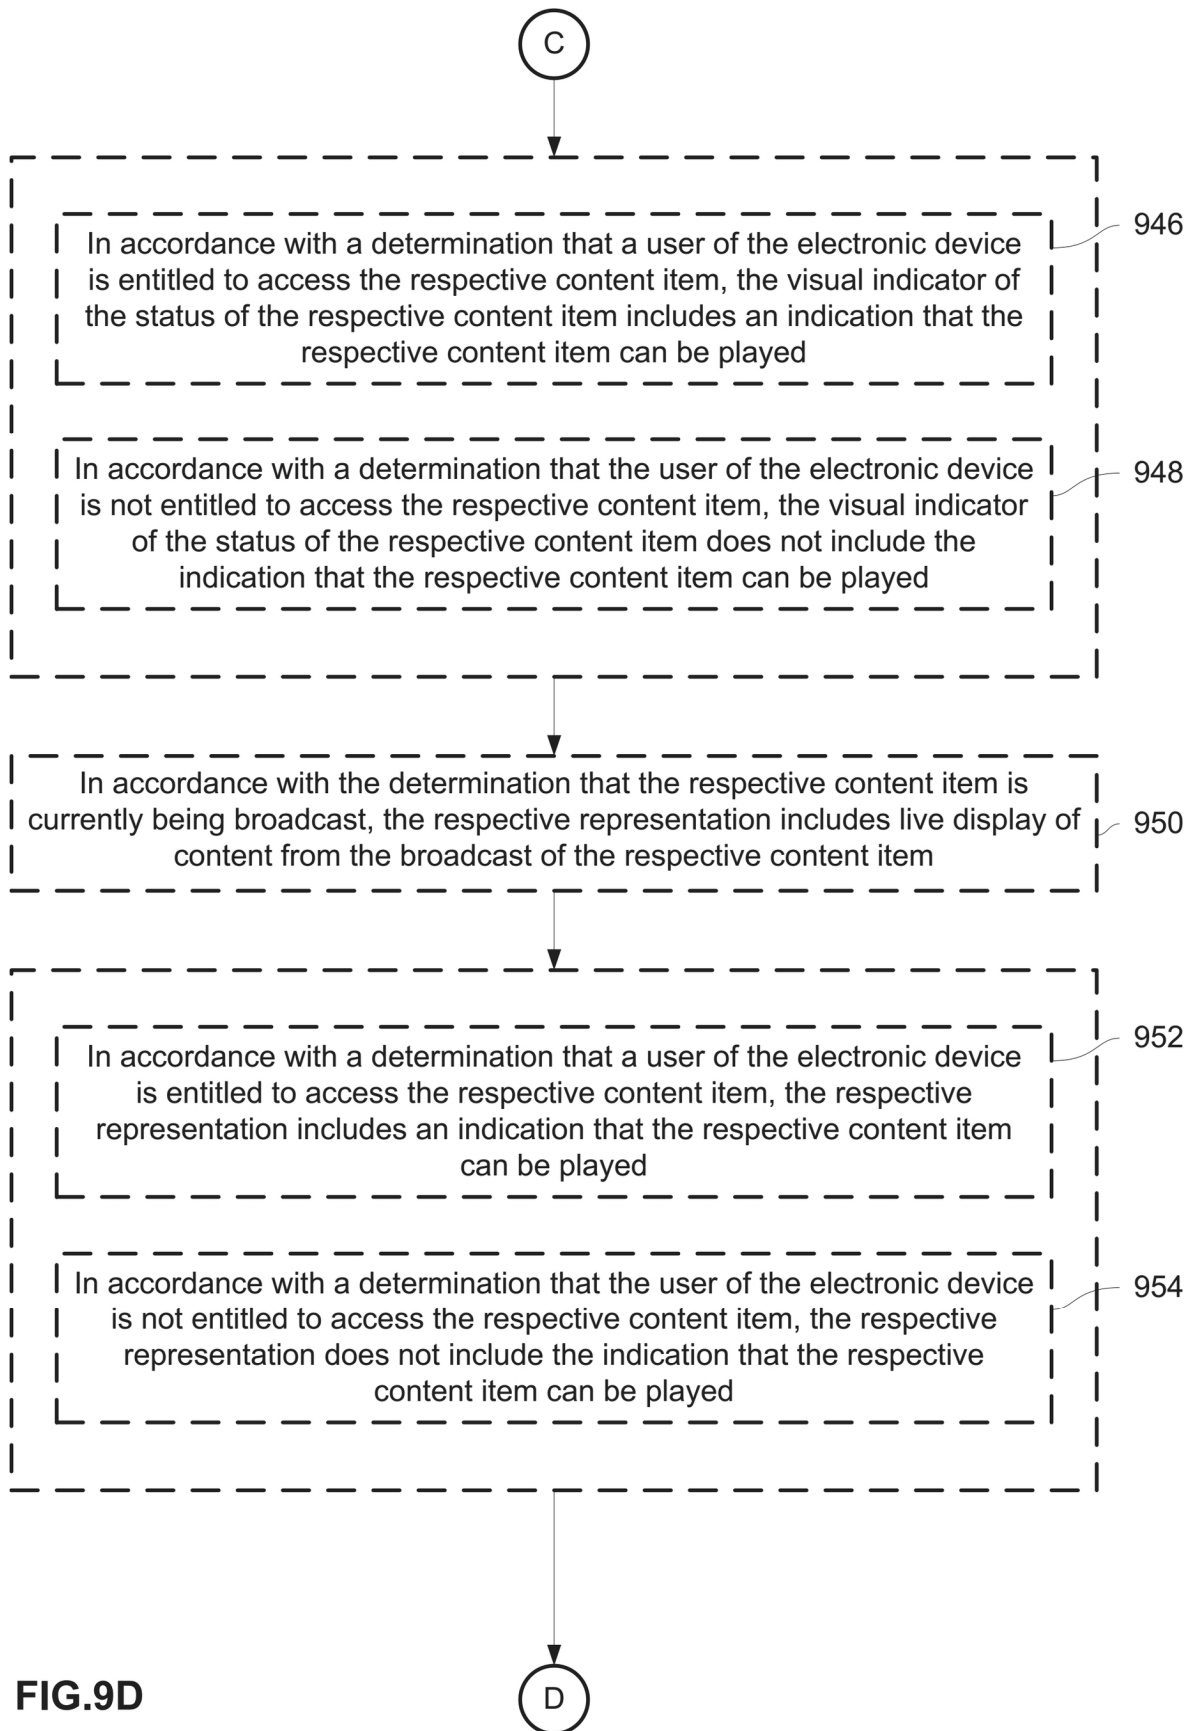 C
In accordance with a determination that a user of the electronic device
is entitled to access the respective content item, the visual indicator of
the status of the respective content item includes an indication that the
respective content item can be played
946
In accordance with a determination that the user of the electronic device
is not entitled to access the respective content item, the visual indicator
of the status of the respective content item does not include the
indication that the respective content item can be played
948
In accordance with the determination that the respective content item is
currently being broadcast, the respective representation includes live display of
content from the broadcast of the respective content item
950
In accordance with a determination that a user of the electronic device
is entitled to access the respective content item, the respective
representation includes an indication that the respective content item
can be played
952
In accordance with a determination that the user of the electronic device
is not entitled to access the respective content item, the respective
representation does not include the indication that the respective
content item can be played
954
FIG.9D
D